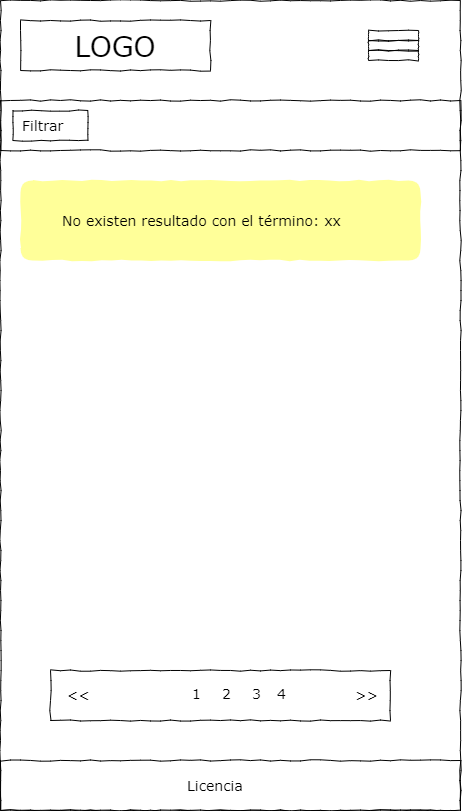 LOGO
Filtrar
No existen resultado con el término: xx
<< 1 2 3 4 >>
Licencia